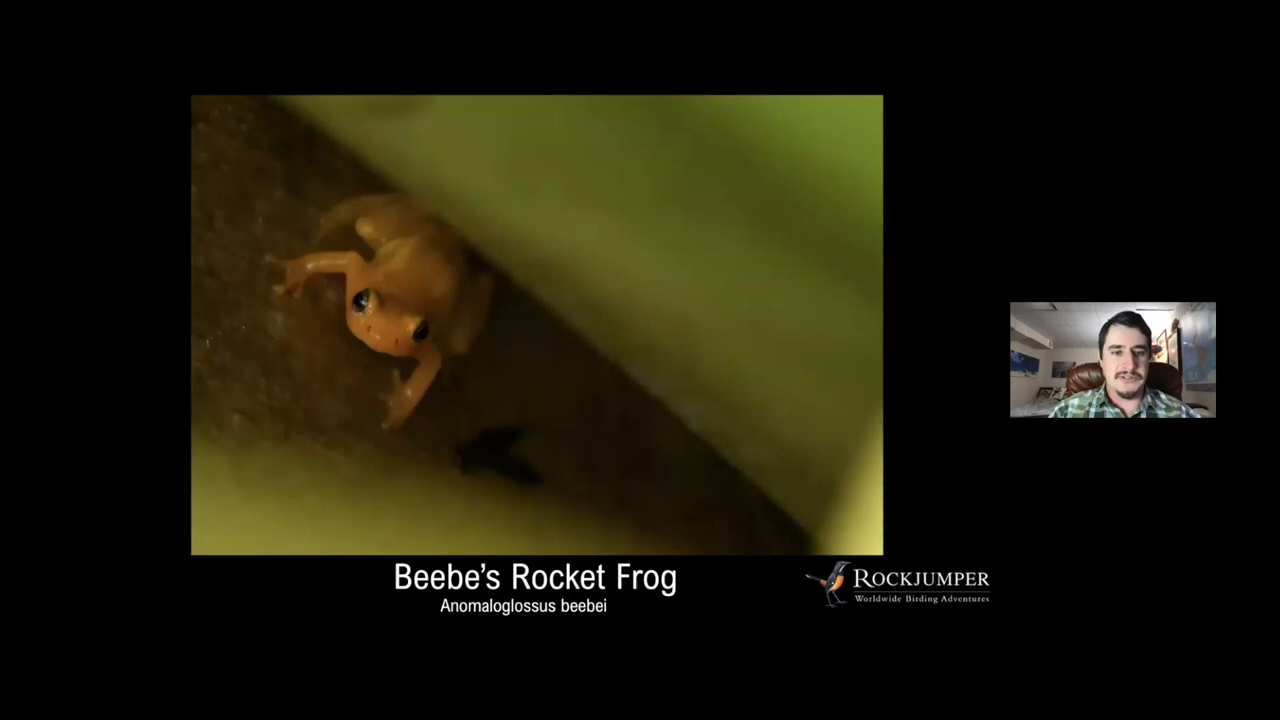 Beebe's Rocket Frog
Anomaloglossus beebei
ROCKJUMPER
Worldwide Birding Adventures